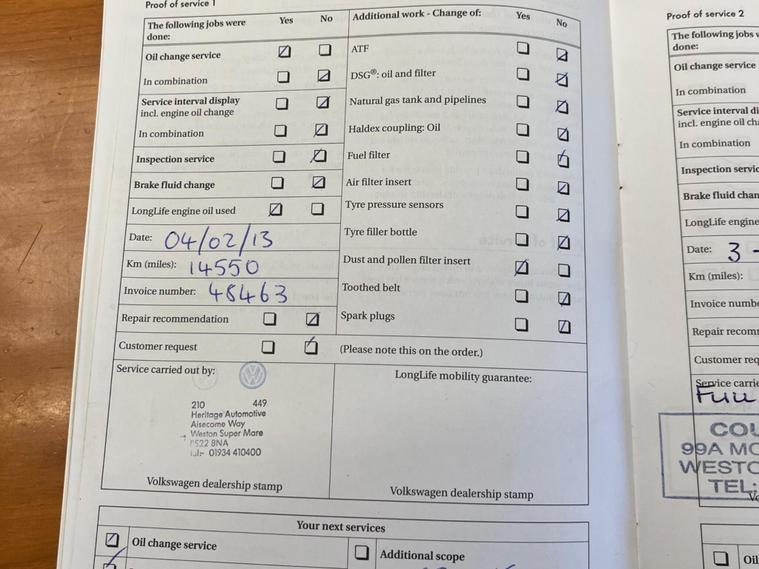 Proof of service 1
The following jobs were done:
Yes No
Oil change service
In combination
Service interval display
incl. engine oil change
In combination
Inspection service
Brake fluid change
LongLife engine oil used
Date: 04/02/13
Km (miles): 14550
Invoice number: 48463
Repair recommendation
Customer request
(Please note this on the order.)
Additional work - Change of:
Yes No
ATF
DSG®: oil and filter
Natural gas tank and pipelines
Haldex coupling: Oil
Fuel filter
Air filter insert
Tyre pressure sensors
Tyre filler bottle
Dust and pollen filter insert
Toothed belt
Spark plugs
Service carried out by:
210 449
Heritage Automotive
Aisecome Way
Weston Super Mare
BS22 8NA
Tel:- 01934 410400
Volkswagen dealership stamp
LongLife mobility guarantee:
Volkswagen dealership stamp
Your next services
Oil change service
Additional scope
Proof of service 2
The following jobs
done:
Oil change service
In combination
Service interval di
incl. engine oil ch
In combination
Inspection servic
Brake fluid chan
LongLife engine
Date: 3 -
Km (miles):
Invoice numb
Repair recom
Customer req
Service carrie
Full
COU
99A MO
WESTO
TEL:
Oil